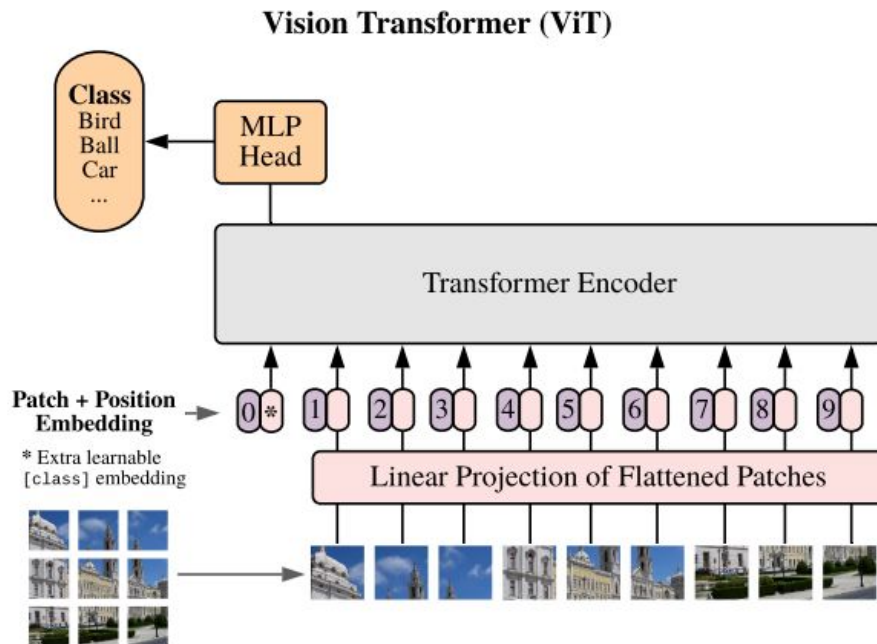 Vision Transformer (ViT)
Class
Bird
Ball
Car
...
MLP
Head
Transformer Encoder
Patch + Position
Embedding
* Extra learnable
[class] embedding
0 * 1 2 3 4 5 6 7 8 9
Linear Projection of Flattened Patches